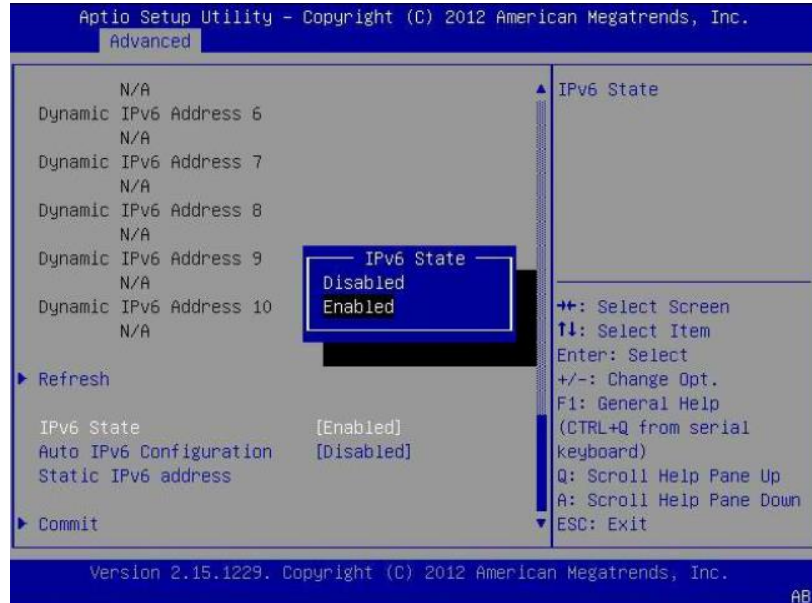 Aptio Setup Utility – Copyright (C) 2012 American Megatrends, Inc.
Advanced
N/A
Dynamic IPv6 Address 6
N/A
Dynamic IPv6 Address 7
N/A
Dynamic IPv6 Address 8
N/A
Dynamic IPv6 Address 9
N/A
Dynamic IPv6 Address 10
N/A
Refresh
IPv6 State [Enabled]
Auto IPv6 Configuration [Disabled]
Static IPv6 address
Commit
IPv6 State
Disabled
Enabled
IPv6 State
→←: Select Screen
↑↓: Select Item
Enter: Select
+/-: Change Opt.
F1: General Help
(CTRL+Q from serial
keyboard)
Q: Scroll Help Pane Up
A: Scroll Help Pane Down
ESC: Exit
Version 2.15.1229. Copyright (C) 2012 American Megatrends, Inc.
AB